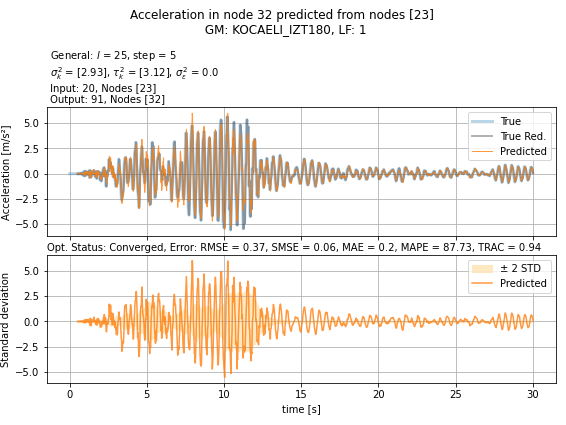 Acceleration in node 32 predicted from nodes [23]
GM: KOCAELI_IZT180, LF: 1
General: l = 25, step = 5
σ²ₖ = [2.93], τ²ₖ = [3.12], σ²ε = 0.0
Input: 20, Nodes [23]
Output: 91, Nodes [32]
Acceleration [m/s²]
5.0
2.5
0.0
−2.5
−5.0
True
True Red.
Predicted
Opt. Status: Converged, Error: RMSE = 0.37, SMSE = 0.06, MAE = 0.2, MAPE = 87.73, TRAC = 0.94
Standard deviation
5.0
2.5
0.0
−2.5
−5.0
± 2 STD
Predicted
0 5 10 15 20 25 30
time [s]